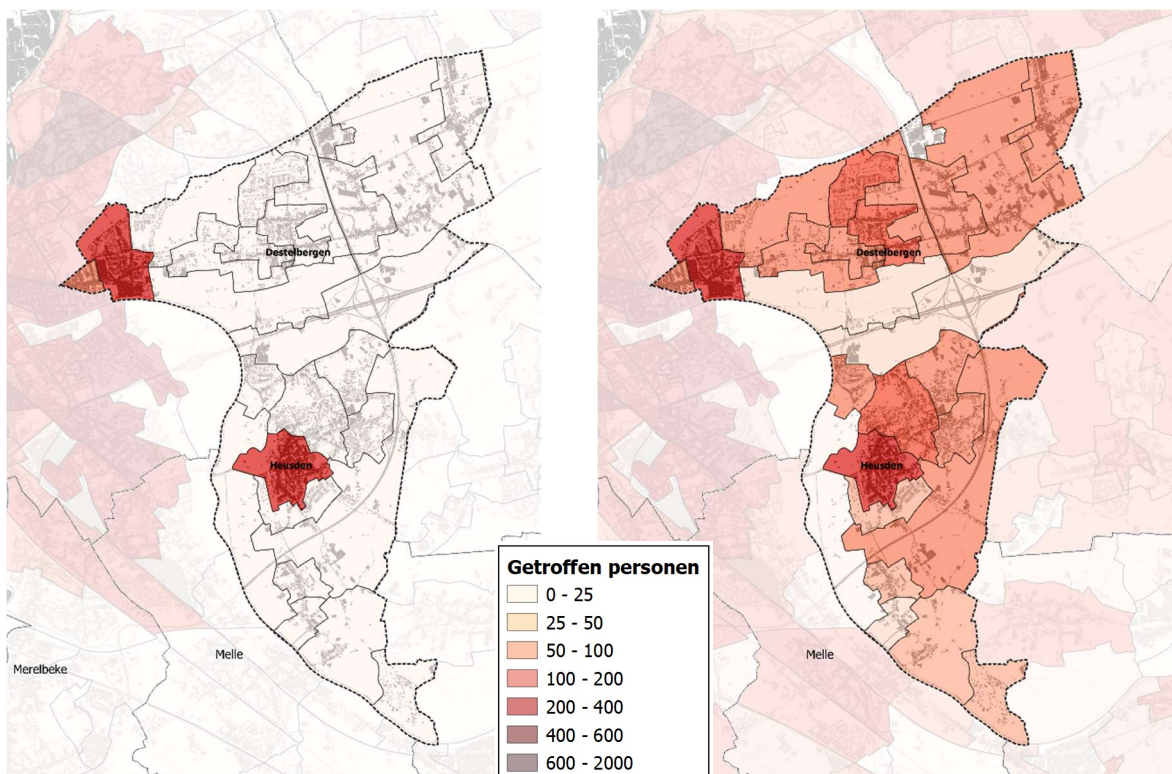 Destelbergen
Heusden
Merelbeke
Melle
Destelbergen
Heusden
Melle
Getroffen personen
0 - 25
25 - 50
50 - 100
100 - 200
200 - 400
400 - 600
600 - 2000